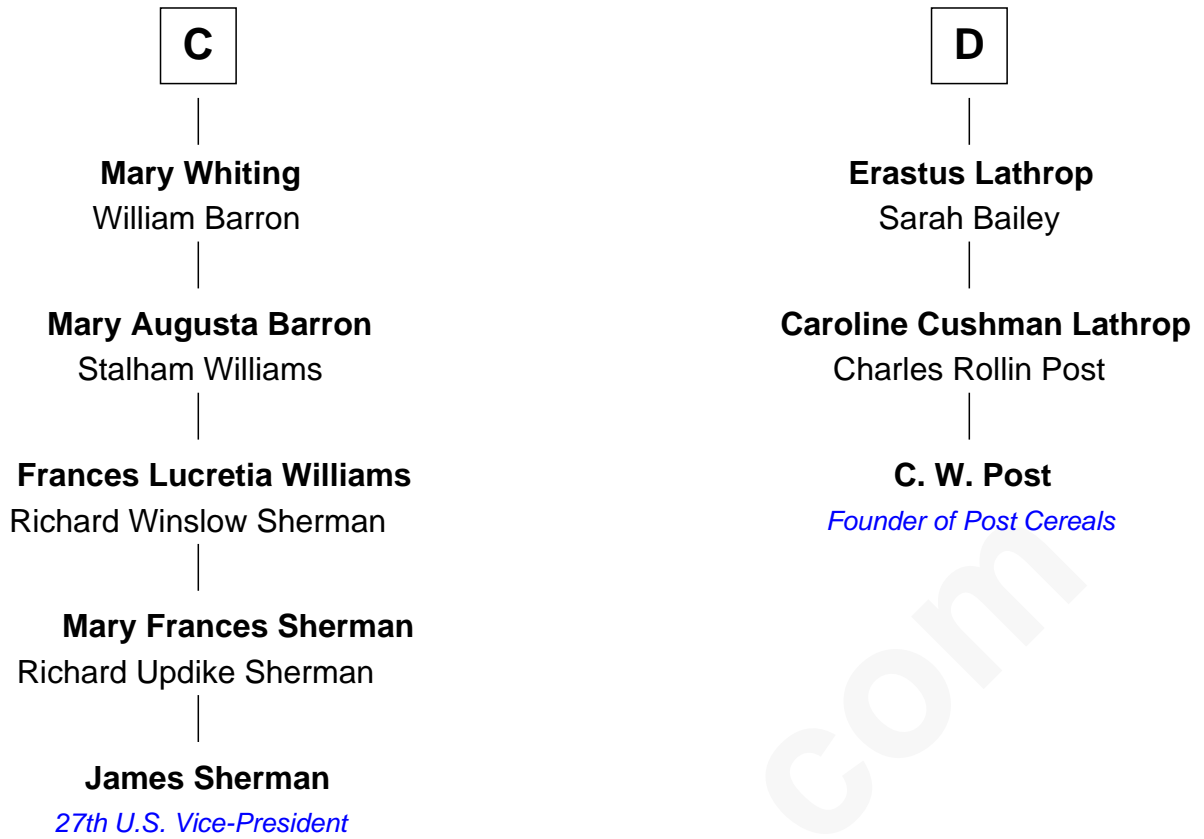 C
Mary Whiting
William Barron
Mary Augusta Barron
Stalham Williams
Frances Lucretia Williams
Richard Winslow Sherman
Mary Frances Sherman
Richard Updike Sherman
James Sherman
27th U.S. Vice-President
D
Erastus Lathrop
Sarah Bailey
Caroline Cushman Lathrop
Charles Rollin Post
C. W. Post
Founder of Post Cereals
com